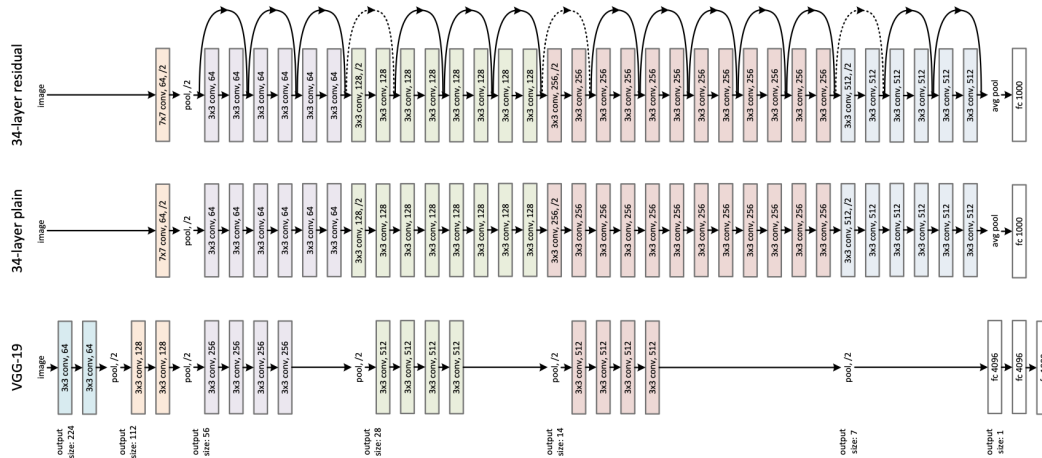 34-layer residual
image
7x7 conv, 64, /2
pool, /2
3x3 conv, 64
3x3 conv, 64
3x3 conv, 64
3x3 conv, 64
3x3 conv, 64
3x3 conv, 64
3x3 conv, 128, /2
3x3 conv, 128
3x3 conv, 128
3x3 conv, 128
3x3 conv, 128
3x3 conv, 128
3x3 conv, 128
3x3 conv, 128
3x3 conv, 256, /2
3x3 conv, 256
3x3 conv, 256
3x3 conv, 256
3x3 conv, 256
3x3 conv, 256
3x3 conv, 256
3x3 conv, 256
3x3 conv, 256
3x3 conv, 256
3x3 conv, 256
3x3 conv, 256
3x3 conv, 512, /2
3x3 conv, 512
3x3 conv, 512
3x3 conv, 512
3x3 conv, 512
3x3 conv, 512
avg pool
fc 1000
34-layer plain
image
7x7 conv, 64, /2
pool, /2
3x3 conv, 64
3x3 conv, 64
3x3 conv, 64
3x3 conv, 64
3x3 conv, 64
3x3 conv, 64
3x3 conv, 128, /2
3x3 conv, 128
3x3 conv, 128
3x3 conv, 128
3x3 conv, 128
3x3 conv, 128
3x3 conv, 128
3x3 conv, 128
3x3 conv, 256, /2
3x3 conv, 256
3x3 conv, 256
3x3 conv, 256
3x3 conv, 256
3x3 conv, 256
3x3 conv, 256
3x3 conv, 256
3x3 conv, 256
3x3 conv, 256
3x3 conv, 256
3x3 conv, 256
3x3 conv, 512, /2
3x3 conv, 512
3x3 conv, 512
3x3 conv, 512
3x3 conv, 512
3x3 conv, 512
avg pool
fc 1000
VGG-19
image
3x3 conv, 64
3x3 conv, 64
pool, /2
3x3 conv, 128
3x3 conv, 128
pool, /2
3x3 conv, 256
3x3 conv, 256
3x3 conv, 256
3x3 conv, 256
pool, /2
3x3 conv, 512
3x3 conv, 512
3x3 conv, 512
3x3 conv, 512
pool, /2
3x3 conv, 512
3x3 conv, 512
3x3 conv, 512
3x3 conv, 512
pool, /2
fc 4096
fc 4096
output
size: 224
output
size: 112
output
size: 56
output
size: 28
output
size: 14
output
size: 7
output
size: 1